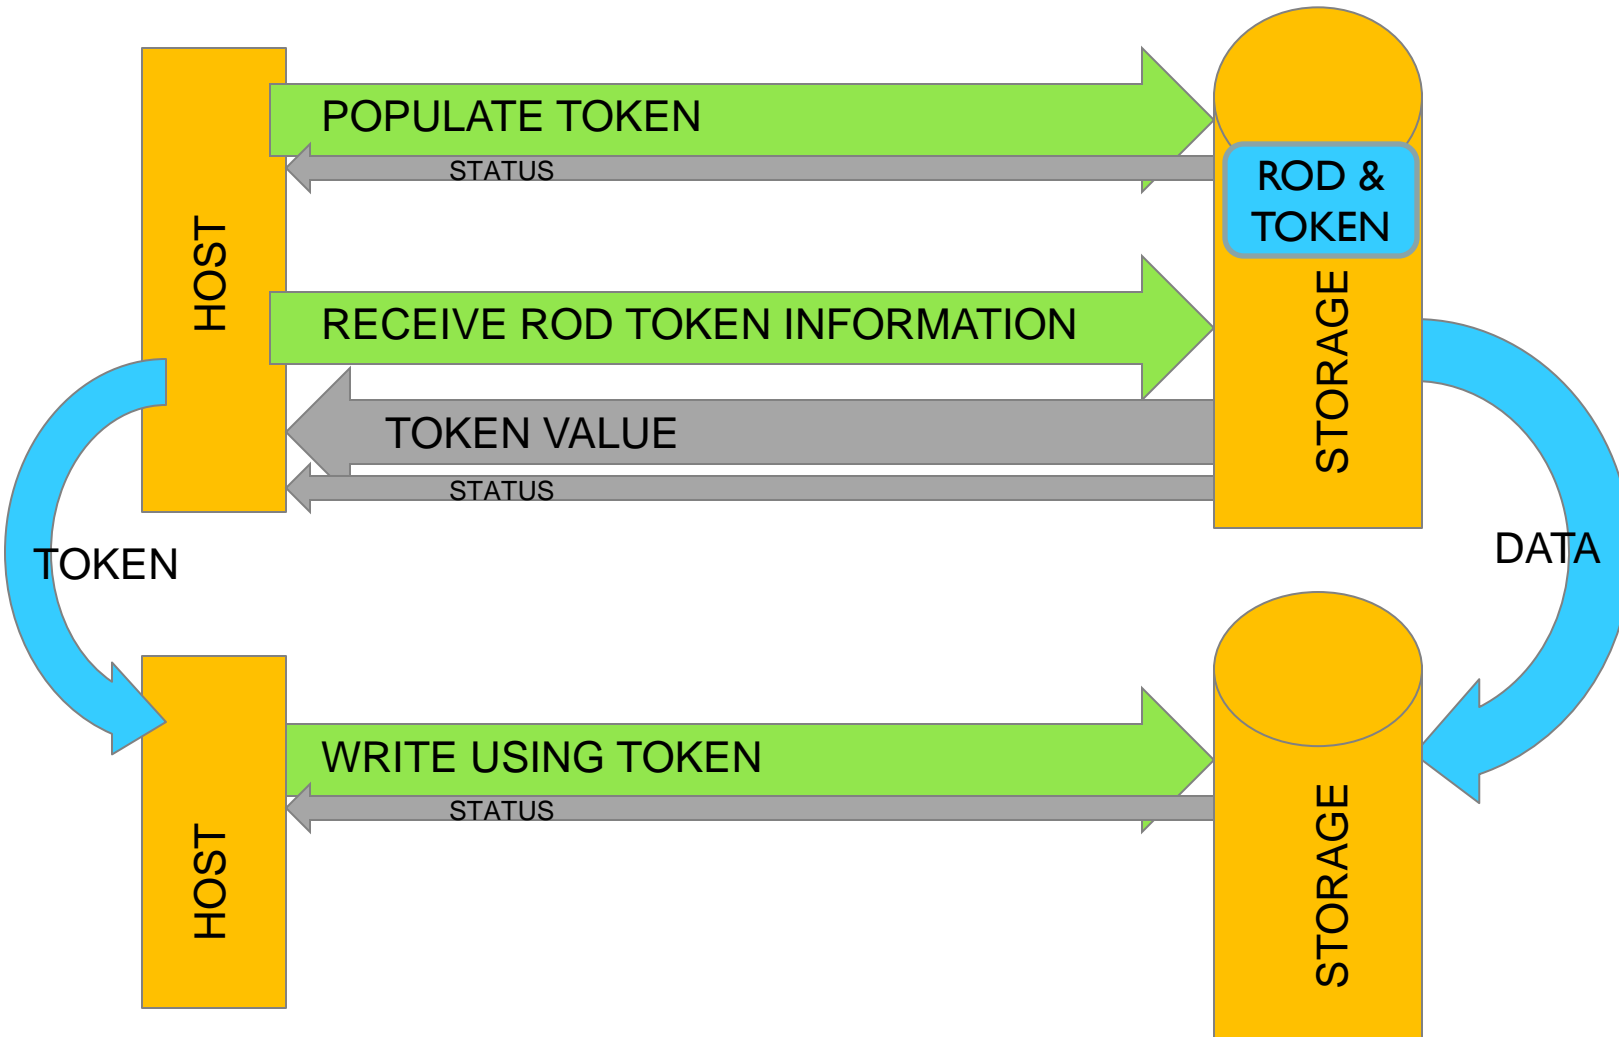 POPULATE TOKEN
STATUS
ROD &
TOKEN
HOST
RECEIVE ROD TOKEN INFORMATION
STORAGE
TOKEN VALUE
STATUS
TOKEN
DATA
WRITE USING TOKEN
STATUS
HOST
STORAGE